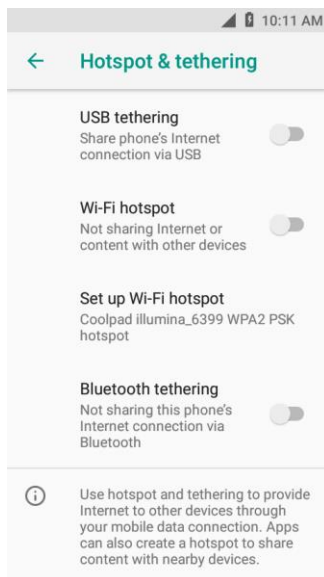 10:11 AM
Hotspot & tethering
USB tethering
Share phone's Internet
connection via USB
Wi-Fi hotspot
Not sharing Internet or
content with other devices
Set up Wi-Fi hotspot
Coolpad illumina_6399 WPA2 PSK
hotspot
Bluetooth tethering
Not sharing this phone's
Internet connection via
Bluetooth
Use hotspot and tethering to provide
Internet to other devices through
your mobile data connection. Apps
can also create a hotspot to share
content with nearby devices.